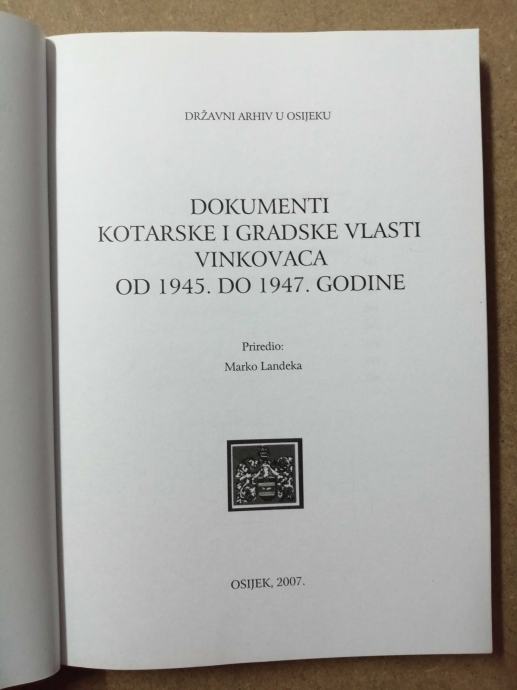 DRŽAVNI ARHIV U OSIJEKU
DOKUMENTI
KOTARSKE I GRADSKE VLASTI
VINKOVACA
OD 1945. DO 1947. GODINE
Priredio:
Marko Landeka
OSIJEK, 2007.